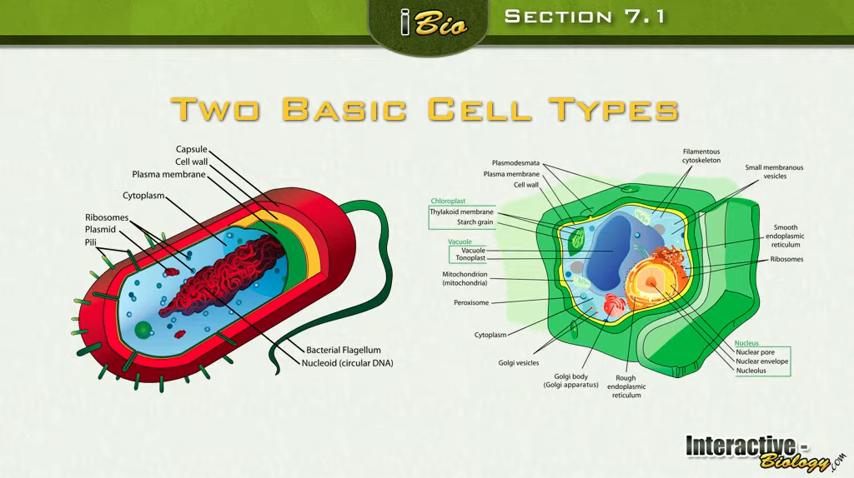 iBio
Section 7.1
Two Basic Cell Types
Capsule
Cell wall
Plasma membrane
Cytoplasm
Ribosomes
Plasmid
Pili
Bacterial Flagellum
Nucleoid (circular DNA)
Plasmodesmata
Plasma membrane
Cell wall
Chloroplast
Thylakoid membrane
Starch grain
Vacuole
Vacuole
Tonoplast
Mitochondrion
(mitochondria)
Peroxisome
Cytoplasm
Golgi vesicles
Golgi body
(Golgi apparatus)
Rough
endoplasmic
reticulum
Filamentous
cytoskeleton
Small membranous
vesicles
Smooth
endoplasmic
reticulum
Ribosomes
Nucleus
Nuclear pore
Nuclear envelope
Nucleolus
Interactive-
Biology.com